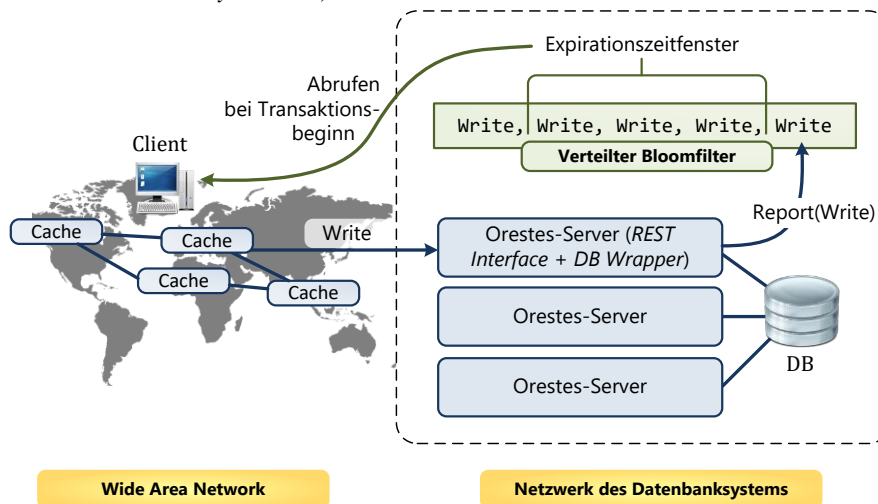 Expirationszeitfenster
Abrufen
bei Transaktions-
beginn
Write, Write, Write, Write, Write
Verteilter Bloomfilter
Client
Report(Write)
Cache
Cache
Write
Orestes-Server (REST
Interface + DB Wrapper)
Cache
Cache
Orestes-Server
DB
Orestes-Server
Wide Area Network
Netzwerk des Datenbanksystems